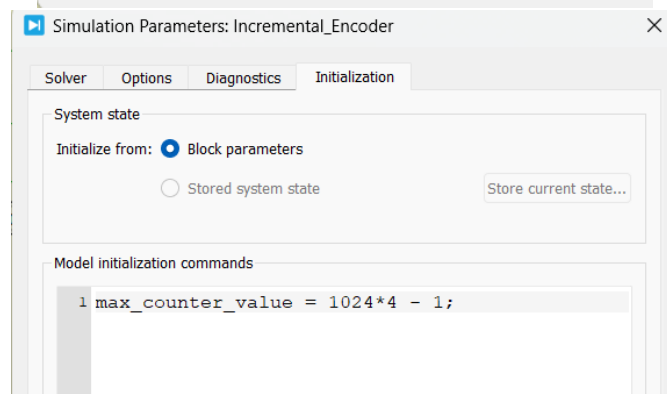 Simulation Parameters: Incremental_Encoder
Solver Options Diagnostics Initialization
System state
Initialize from: Block parameters
Stored system state Store current state...
Model initialization commands
1 max_counter_value = 1024*4 - 1;